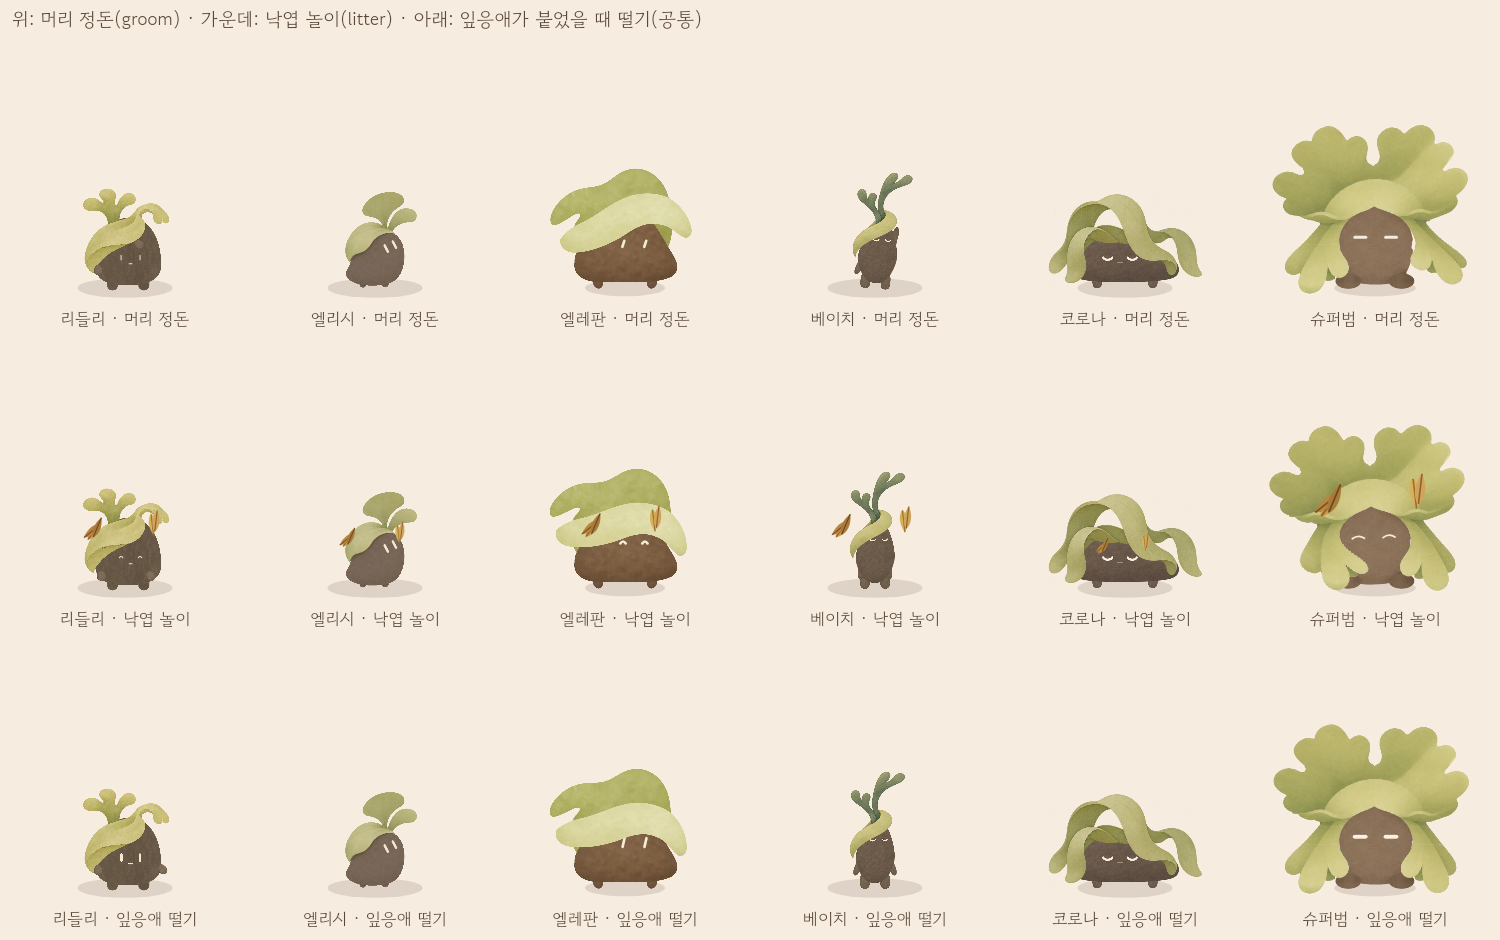 위: 머리 정돈(groom) · 가운데: 낙엽 놀이(litter) · 아래: 잎응애가 붙었을 때 떨기(공통)
리들리 · 머리 정돈
엘리시 · 머리 정돈
엘레판 · 머리 정돈
베이치 · 머리 정돈
코로나 · 머리 정돈
슈퍼범 · 머리 정돈
리들리 · 낙엽 놀이
엘리시 · 낙엽 놀이
엘레판 · 낙엽 놀이
베이치 · 낙엽 놀이
코로나 · 낙엽 놀이
슈퍼범 · 낙엽 놀이
리들리 · 잎응애 떨기
엘리시 · 잎응애 떨기
엘레판 · 잎응애 떨기
베이치 · 잎응애 떨기
코로나 · 잎응애 떨기
슈퍼범 · 잎응애 떨기